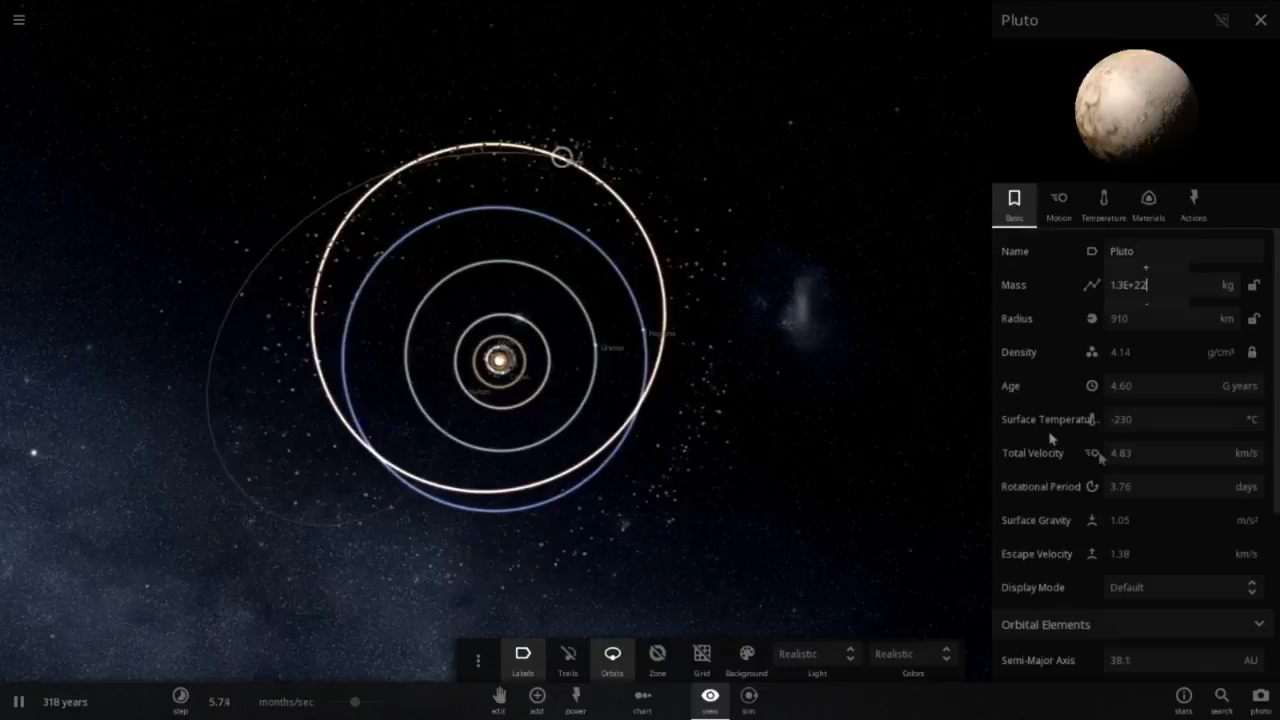 Pluto
Basic Motion Temperature Materials Actions
Name Pluto
+
Mass 1.3E+22 kg
-
Radius 910 km
Density 4.14 g/cm³
Age 4.60 G years
Surface Temperatu... -230 °C
Total Velocity 4.83 km/s
Rotational Period 3.76 days
Surface Gravity 1.05 m/s²
Escape Velocity 1.38 km/s
Display Mode Default
Orbital Elements
Semi-Major Axis 38.1 AU
Uranus
Labels Trails Orbits Zone Grid Background
Realistic Realistic
Light Colors
318 years step 5.74 months/sec edit add power chart view sim stats search photo